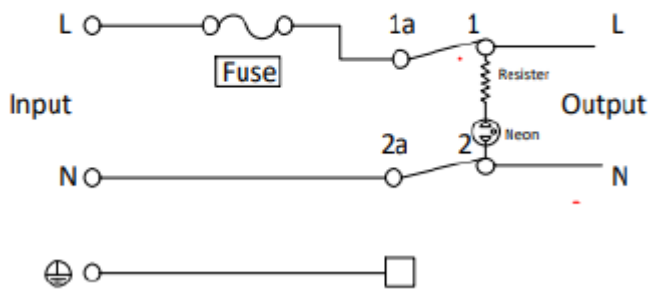 L
1a
1
L
Fuse
Resister
Input
Output
Neon
2a
2
N
N